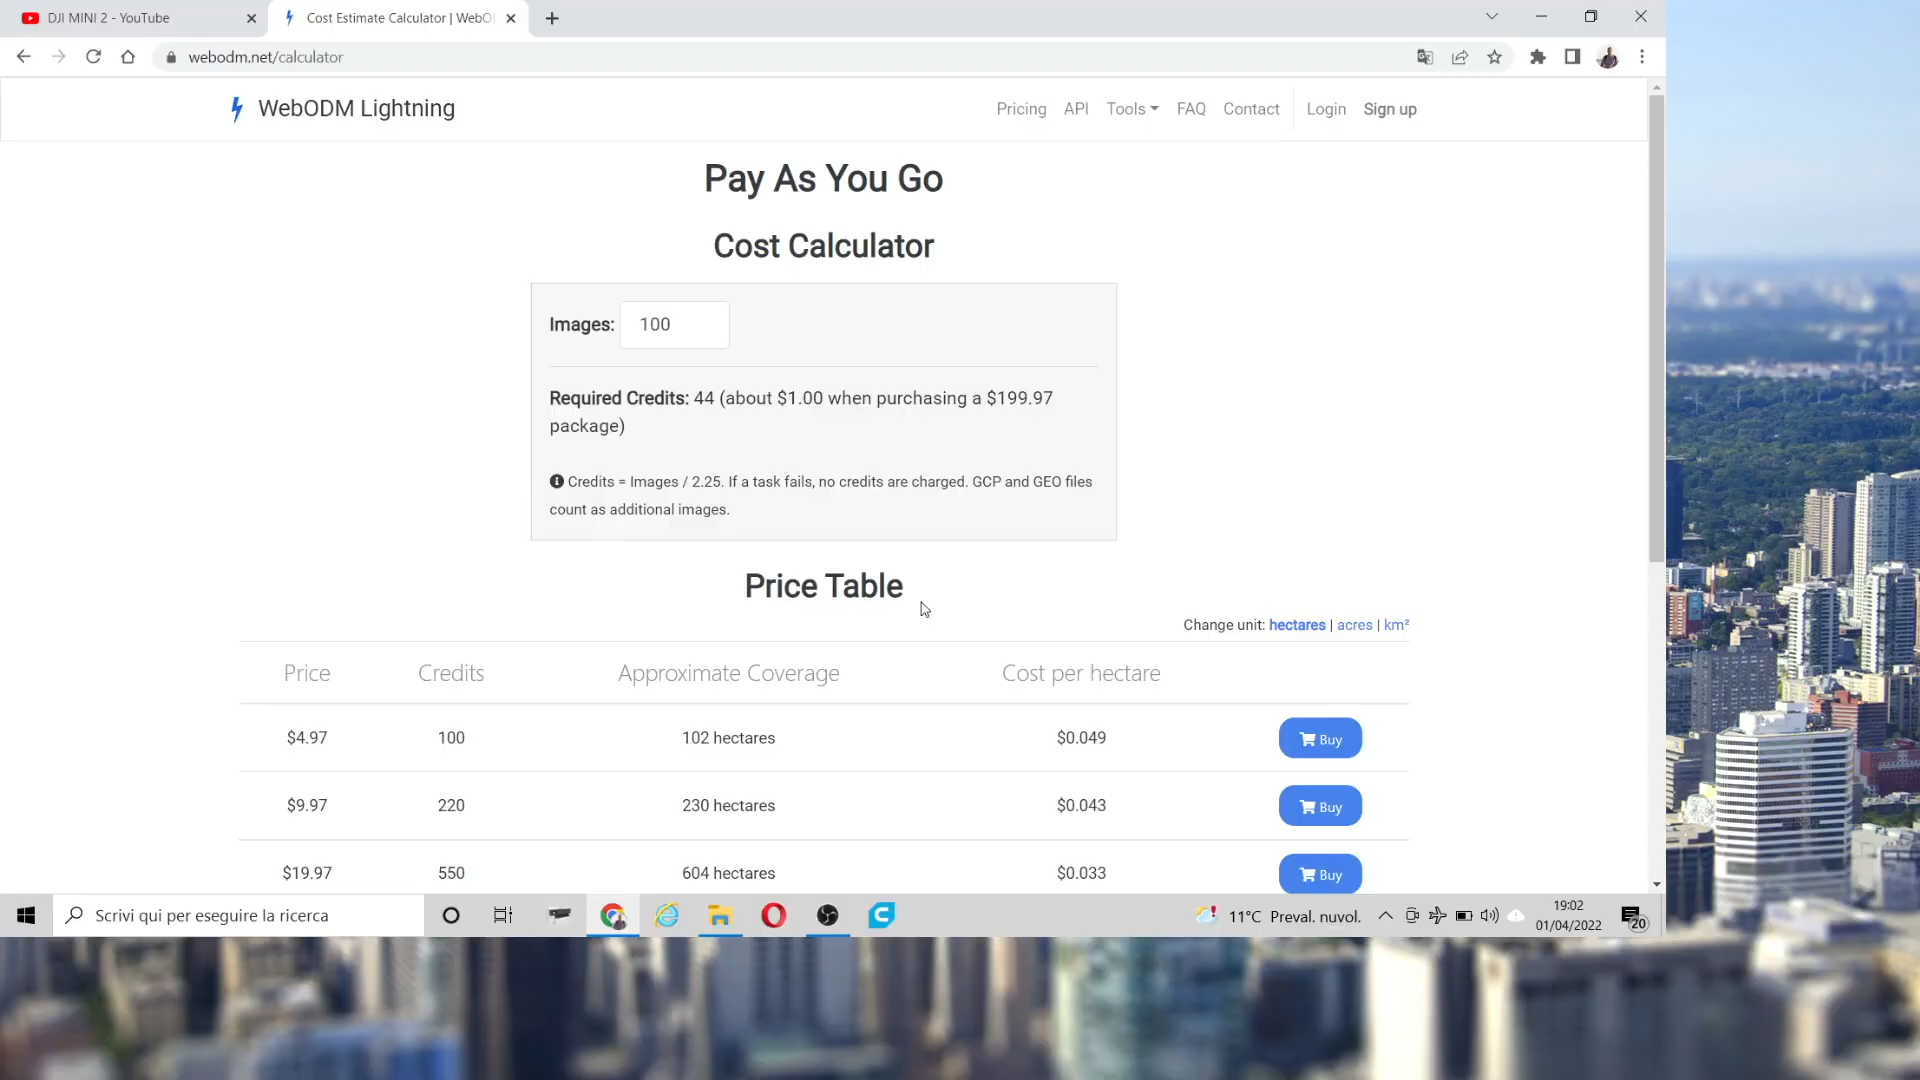 DJI MINI 2 - YouTube
Cost Estimate Calculator | WebO
webodm.net/calculator
WebODM Lightning
Pricing API Tools FAQ Contact Login Sign up
Pay As You Go
Cost Calculator
Images: 100
Required Credits: 44 (about $1.00 when purchasing a $199.97
package)
Credits = Images / 2.25. If a task fails, no credits are charged. GCP and GEO files
count as additional images.
Price Table
Change unit: hectares | acres | km²
Price Credits Approximate Coverage Cost per hectare
$4.97 100 102 hectares $0.049 Buy
$9.97 220 230 hectares $0.043 Buy
$19.97 550 604 hectares $0.033 Buy
Scrivi qui per eseguire la ricerca
11°C Preval. nuvol.
19:02
01/04/2022
20